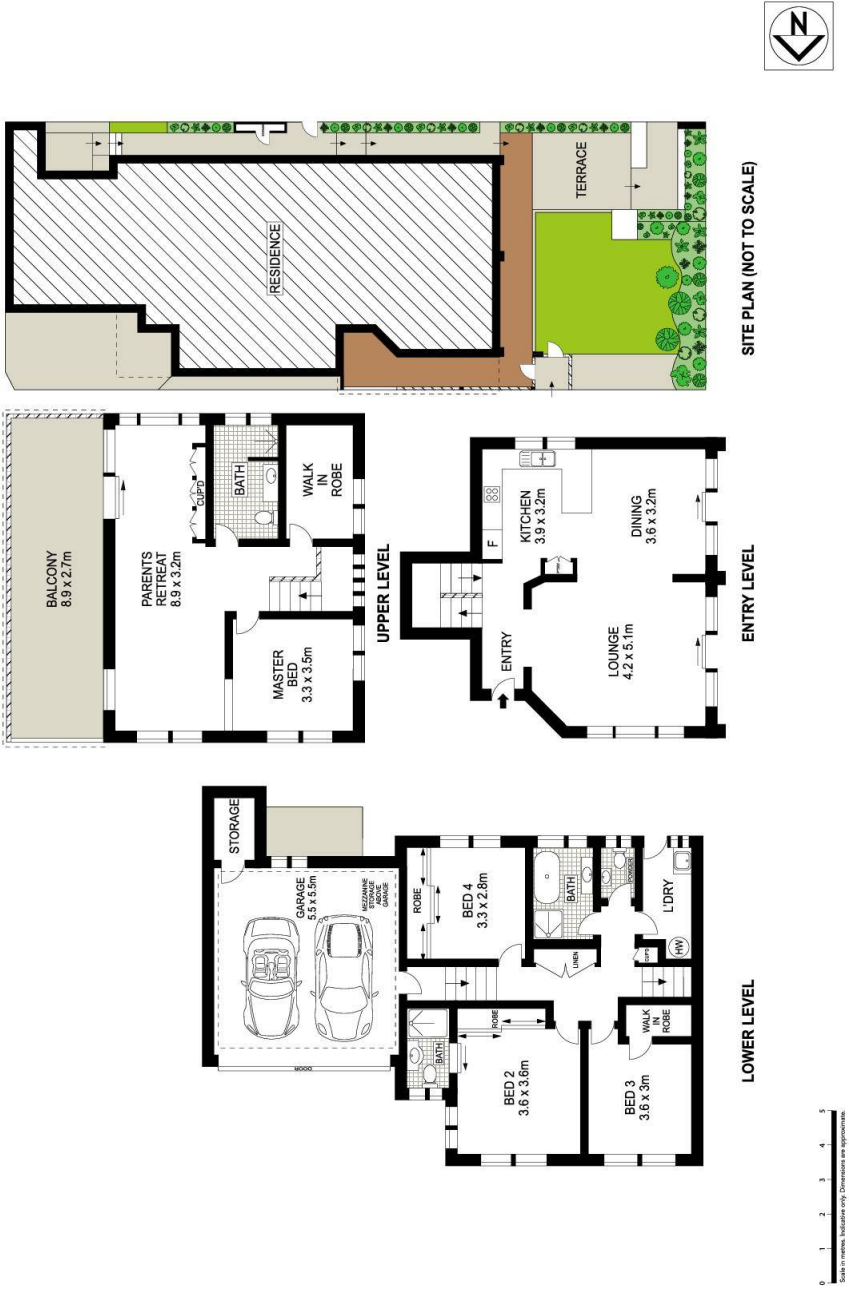 N
SITE PLAN (NOT TO SCALE)
RESIDENCE
TERRACE
BALCONY
8.9 x 2.7m
PARENTS
RETREAT
8.9 x 3.2m
CUP'D
BATH
WALK
IN
ROBE
MASTER
BED
3.3 x 3.5m
UPPER LEVEL
F
KITCHEN
3.9 x 3.2m
DINING
3.6 x 3.2m
ENTRY
LOUNGE
4.2 x 5.1m
ENTRY LEVEL
STORAGE
GARAGE
5.5 x 5.5m
MEZZANINE
STORAGE
ABOVE
GARAGE
DOOR
ROBE
BED 4
3.3 x 2.8m
BATH
POWDER
L'DRY
HW
CUP'D
LINEN
BATH
ROBE
BED 2
3.6 x 3.6m
WALK
IN
ROBE
BED 3
3.6 x 3m
LOWER LEVEL
0 1 2 3 4 5
Scale in metres. Indicative only. Dimensions are approximate.